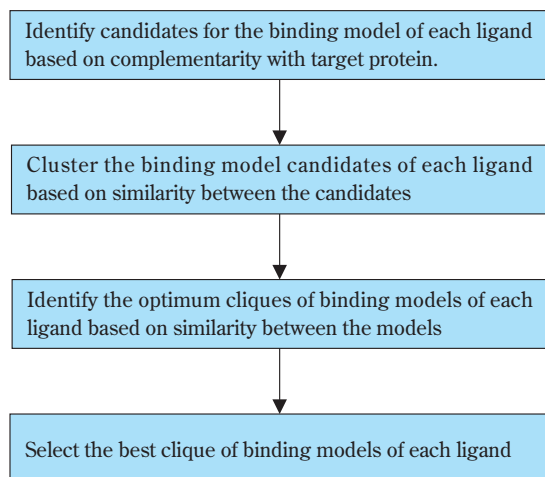 Identify candidates for the binding model of each ligand
based on complementarity with target protein.
Cluster the binding model candidates of each ligand
based on similarity between the candidates
Identify the optimum cliques of binding models of each
ligand based on similarity between the models
Select the best clique of binding models of each ligand